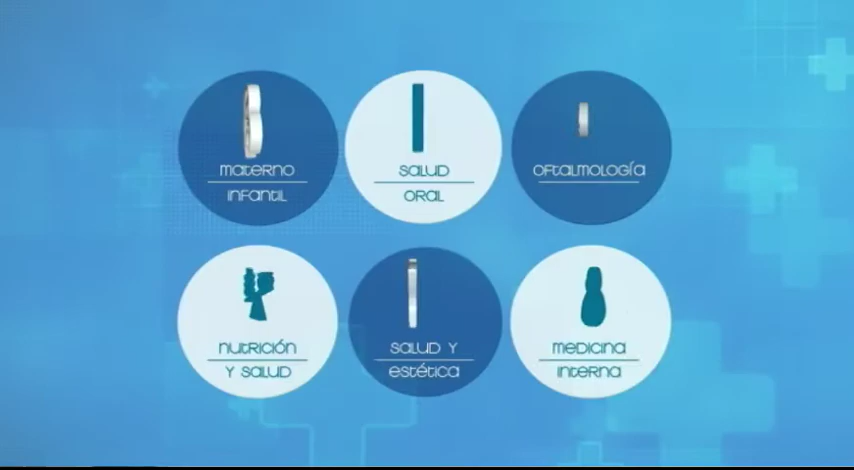 materno
infantil
salud
oral
oftalmología
nutrición
y salud
salud y
estética
medicina
interna